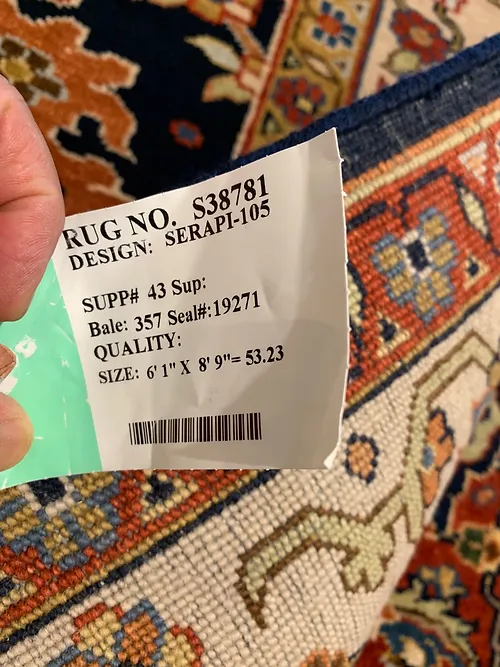 RUG NO. S38781
DESIGN: SERAPI-105
SUPP# 43 Sup:
Bale: 357 Seal#:19271
QUALITY:
SIZE: 6' 1" X 8' 9"= 53.23